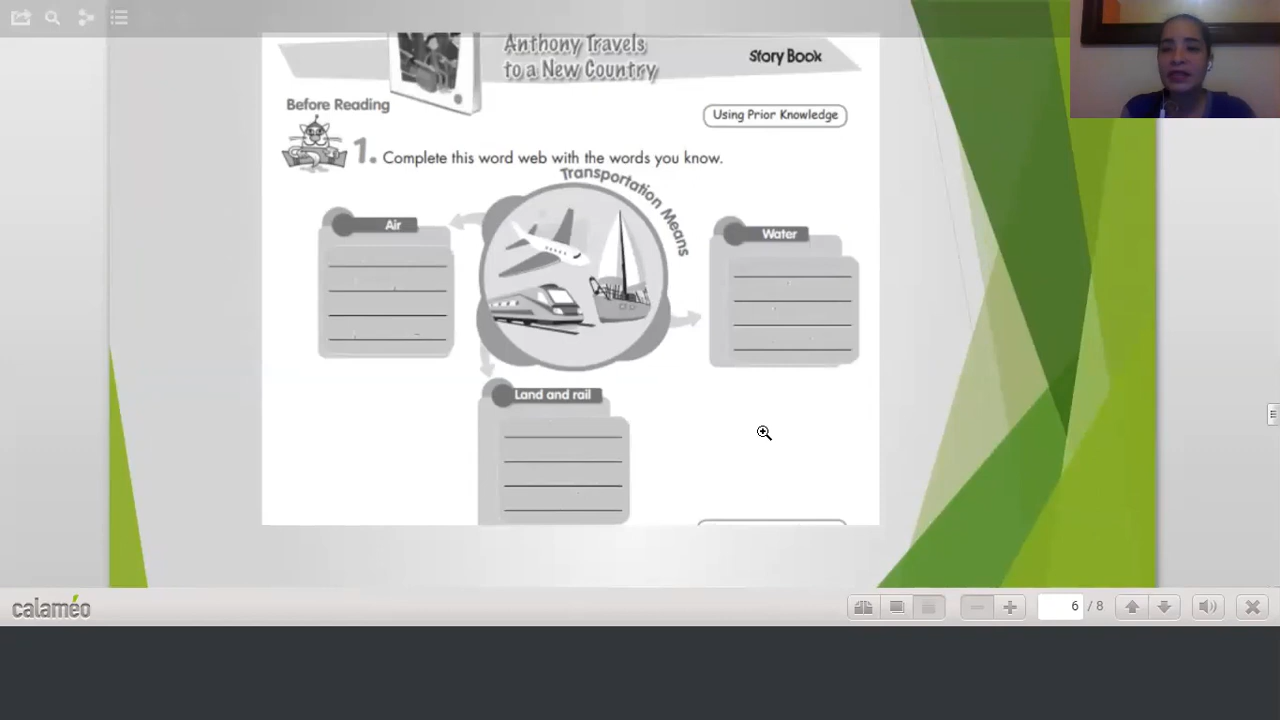 Anthony Travels
to a New Country
Story Book
Before Reading
Using Prior Knowledge
1. Complete this word web with the words you know.
Transportation Means
Air
Water
Land and rail
calaméo
6 / 8